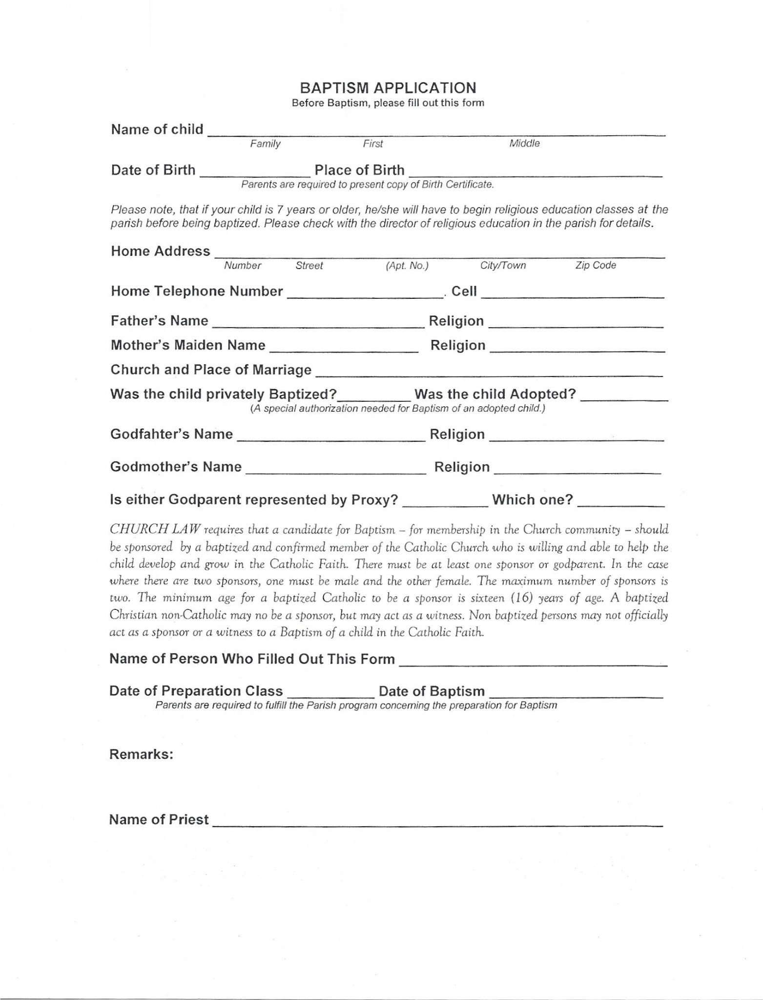 BAPTISM APPLICATION
Before Baptism, please fill out this form
Name of child
Family First Middle
Date of Birth Place of Birth
Parents are required to present copy of Birth Certificate.
Please note, that if your child is 7 years or older, he/she will have to begin religious education classes at the
parish before being baptized. Please check with the director of religious education in the parish for details.
Home Address
Number Street (Apt. No.) City/Town Zip Code
Home Telephone Number . Cell
Father's Name Religion
Mother's Maiden Name Religion
Church and Place of Marriage
Was the child privately Baptized? Was the child Adopted?
(A special authorization needed for Baptism of an adopted child.)
Godfahter's Name Religion
Godmother's Name Religion
Is either Godparent represented by Proxy? Which one?
CHURCH LAW requires that a candidate for Baptism – for membership in the Church community – should
be sponsored by a baptized and confirmed member of the Catholic Church who is willing and able to help the
child develop and grow in the Catholic Faith. There must be at least one sponsor or godparent. In the case
where there are two sponsors, one must be male and the other female. The maximum number of sponsors is
two. The minimum age for a baptized Catholic to be a sponsor is sixteen (16) years of age. A baptized
Christian non-Catholic may no be a sponsor, but may act as a witness. Non baptized persons may not officially
act as a sponsor or a witness to a Baptism of a child in the Catholic Faith.
Name of Person Who Filled Out This Form
Date of Preparation Class Date of Baptism
Parents are required to fulfill the Parish program concerning the preparation for Baptism
Remarks:
Name of Priest